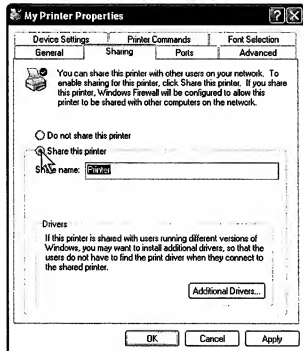 My Printer Properties
Device Settings Printer Commands Font Selection
General Sharing Ports Advanced
You can share this printer with other users on your network. To
enable sharing for this printer, click Share this printer. If you share
this printer, Windows Firewall will be configured to allow this
printer to be shared with other computers on the network.
Do not share this printer
Share this printer
Share name: Printer
Drivers
If this printer is shared with users running different versions of
Windows, you may want to install additional drivers, so that the
users do not have to find the print driver when they connect to
the shared printer.
Additional Drivers...
OK Cancel Apply